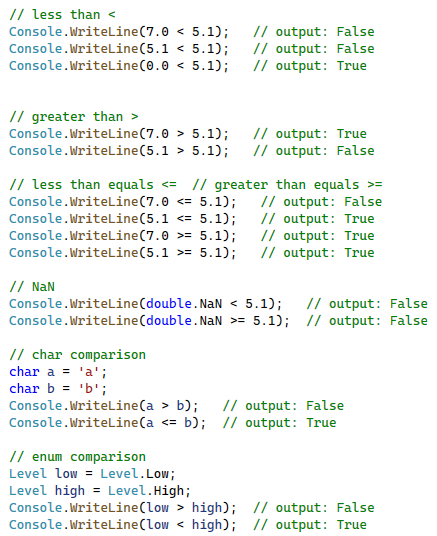 // less than <
Console.WriteLine(7.0 < 5.1);   // output: False
Console.WriteLine(5.1 < 5.1);   // output: False
Console.WriteLine(0.0 < 5.1);   // output: True
// greater than >
Console.WriteLine(7.0 > 5.1);   // output: True
Console.WriteLine(5.1 > 5.1);   // output: False
// less than equals <=  // greater than equals >=
Console.WriteLine(7.0 <= 5.1);   // output: False
Console.WriteLine(5.1 <= 5.1);   // output: True
Console.WriteLine(7.0 >= 5.1);   // output: True
Console.WriteLine(5.1 >= 5.1);   // output: True
// NaN
Console.WriteLine(double.NaN < 5.1);   // output: False
Console.WriteLine(double.NaN >= 5.1);  // output: False
// char comparison
char a = 'a';
char b = 'b';
Console.WriteLine(a > b);   // output: False
Console.WriteLine(a <= b);  // output: True
// enum comparison
Level low = Level.Low;
Level high = Level.High;
Console.WriteLine(low > high);  // output: False
Console.WriteLine(low < high);  // output: True